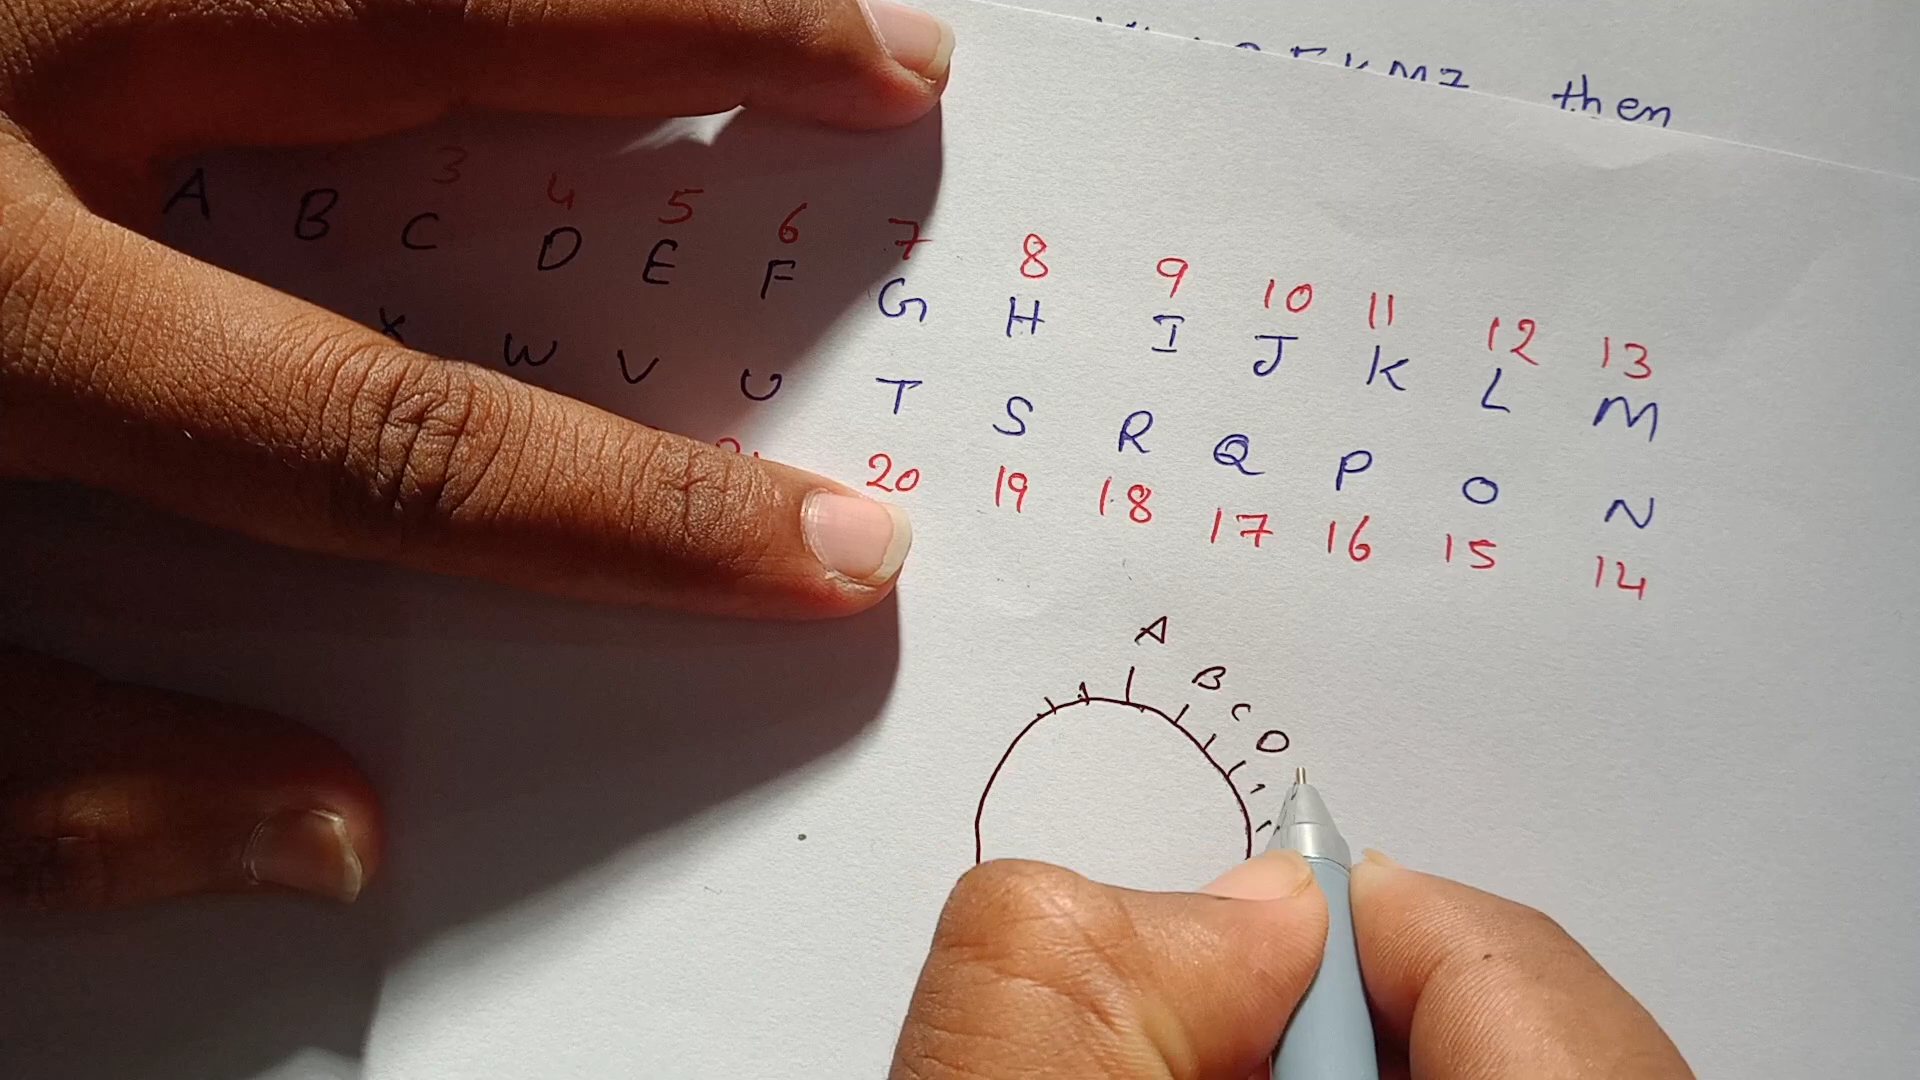 then
3 4 5 6 7 8 9 10 11 12 13
A B C D E F G H I J K L M
X W V U T S R Q P O N
20 19 18 17 16 15 14
A
B
C
D